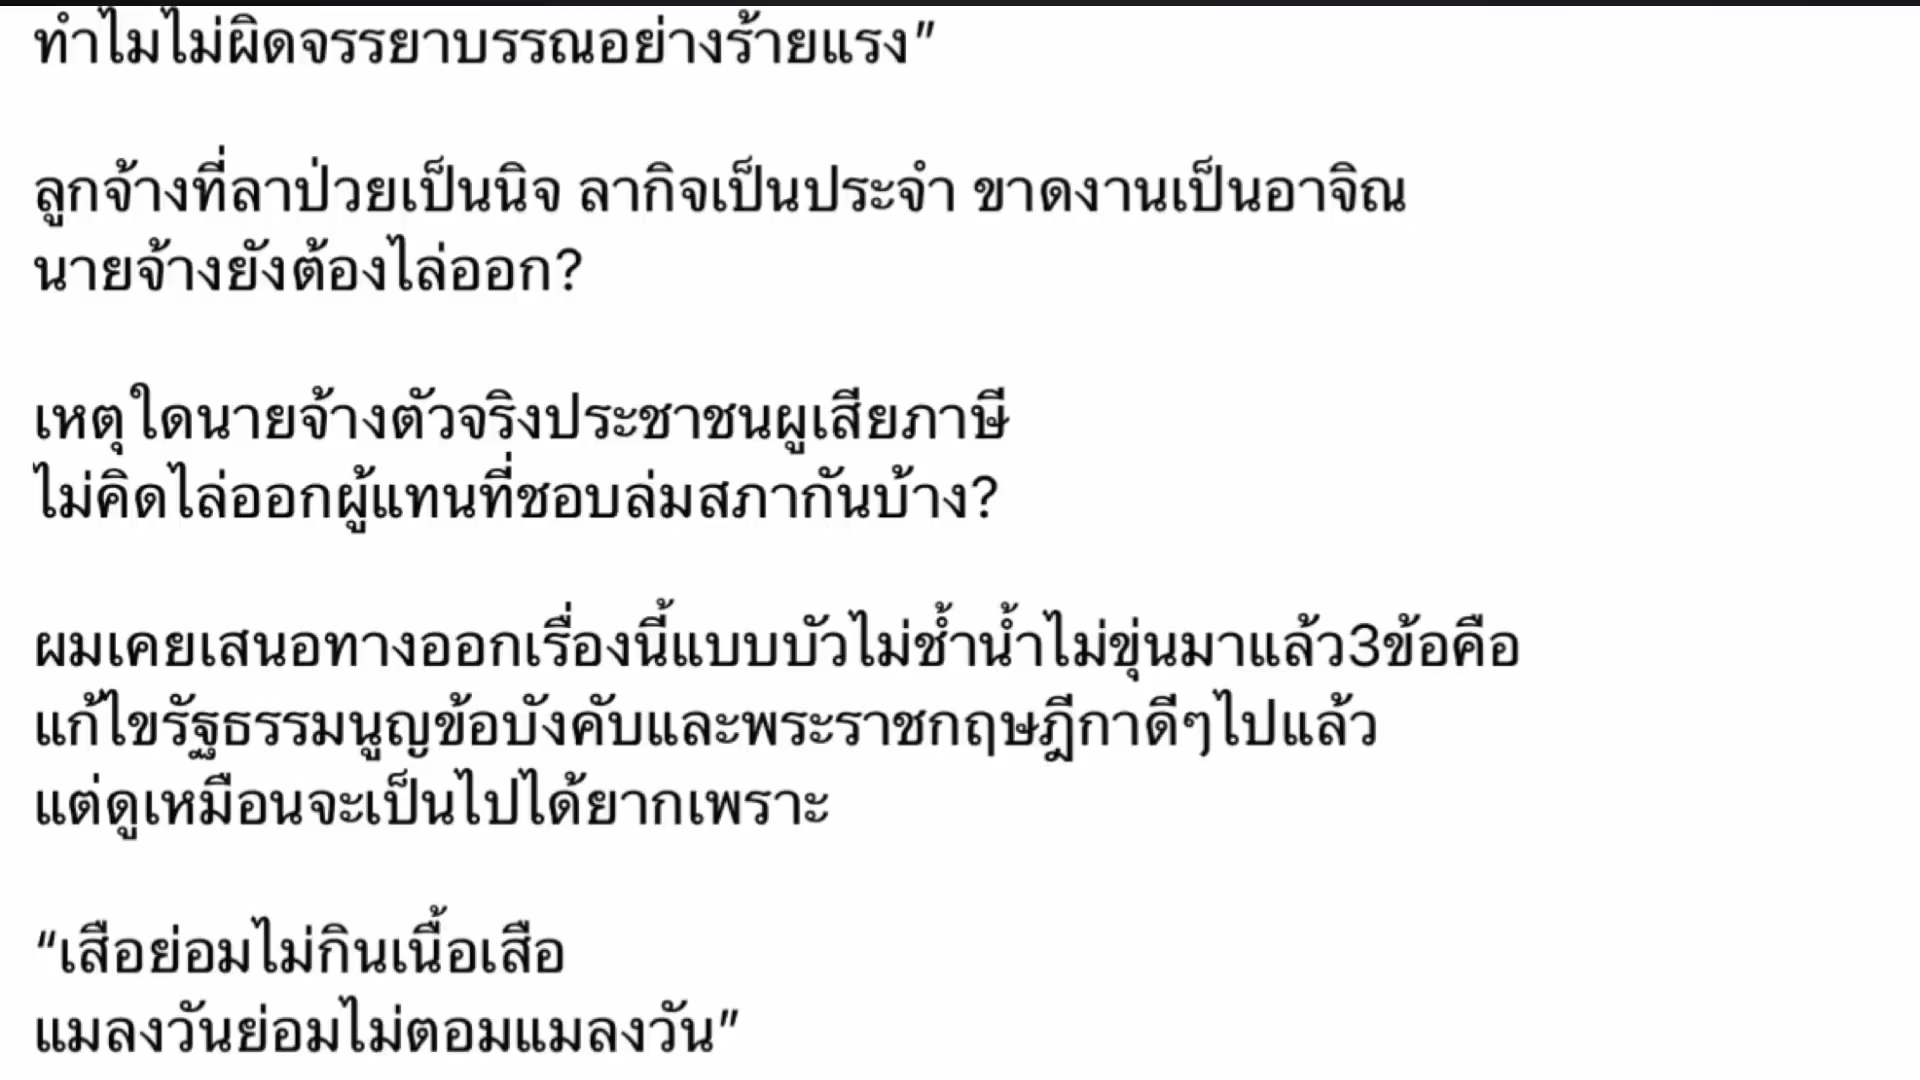 ทำไมไม่ผิดจรรยาบรรณอย่างร้ายแรง"
ลูกจ้างที่ลาป่วยเป็นนิจ ลากิจเป็นประจำ ขาดงานเป็นอาจิณ
นายจ้างยังต้องไล่ออก?
เหตุใดนายจ้างตัวจริงประชาชนผูเสียภาษี
ไม่คิดไล่ออกผู้แทนที่ชอบล่มสภากันบ้าง?
ผมเคยเสนอทางออกเรื่องนี้แบบบัวไม่ช้ำน้ำไม่ขุ่นมาแล้ว3ข้อคือ
แก้ไขรัฐธรรมนูญข้อบังคับและพระราชกฤษฎีกาดีๆไปแล้ว
แต่ดูเหมือนจะเป็นไปได้ยากเพราะ
"เสือย่อมไม่กินเนื้อเสือ
แมลงวันย่อมไม่ตอมแมลงวัน"